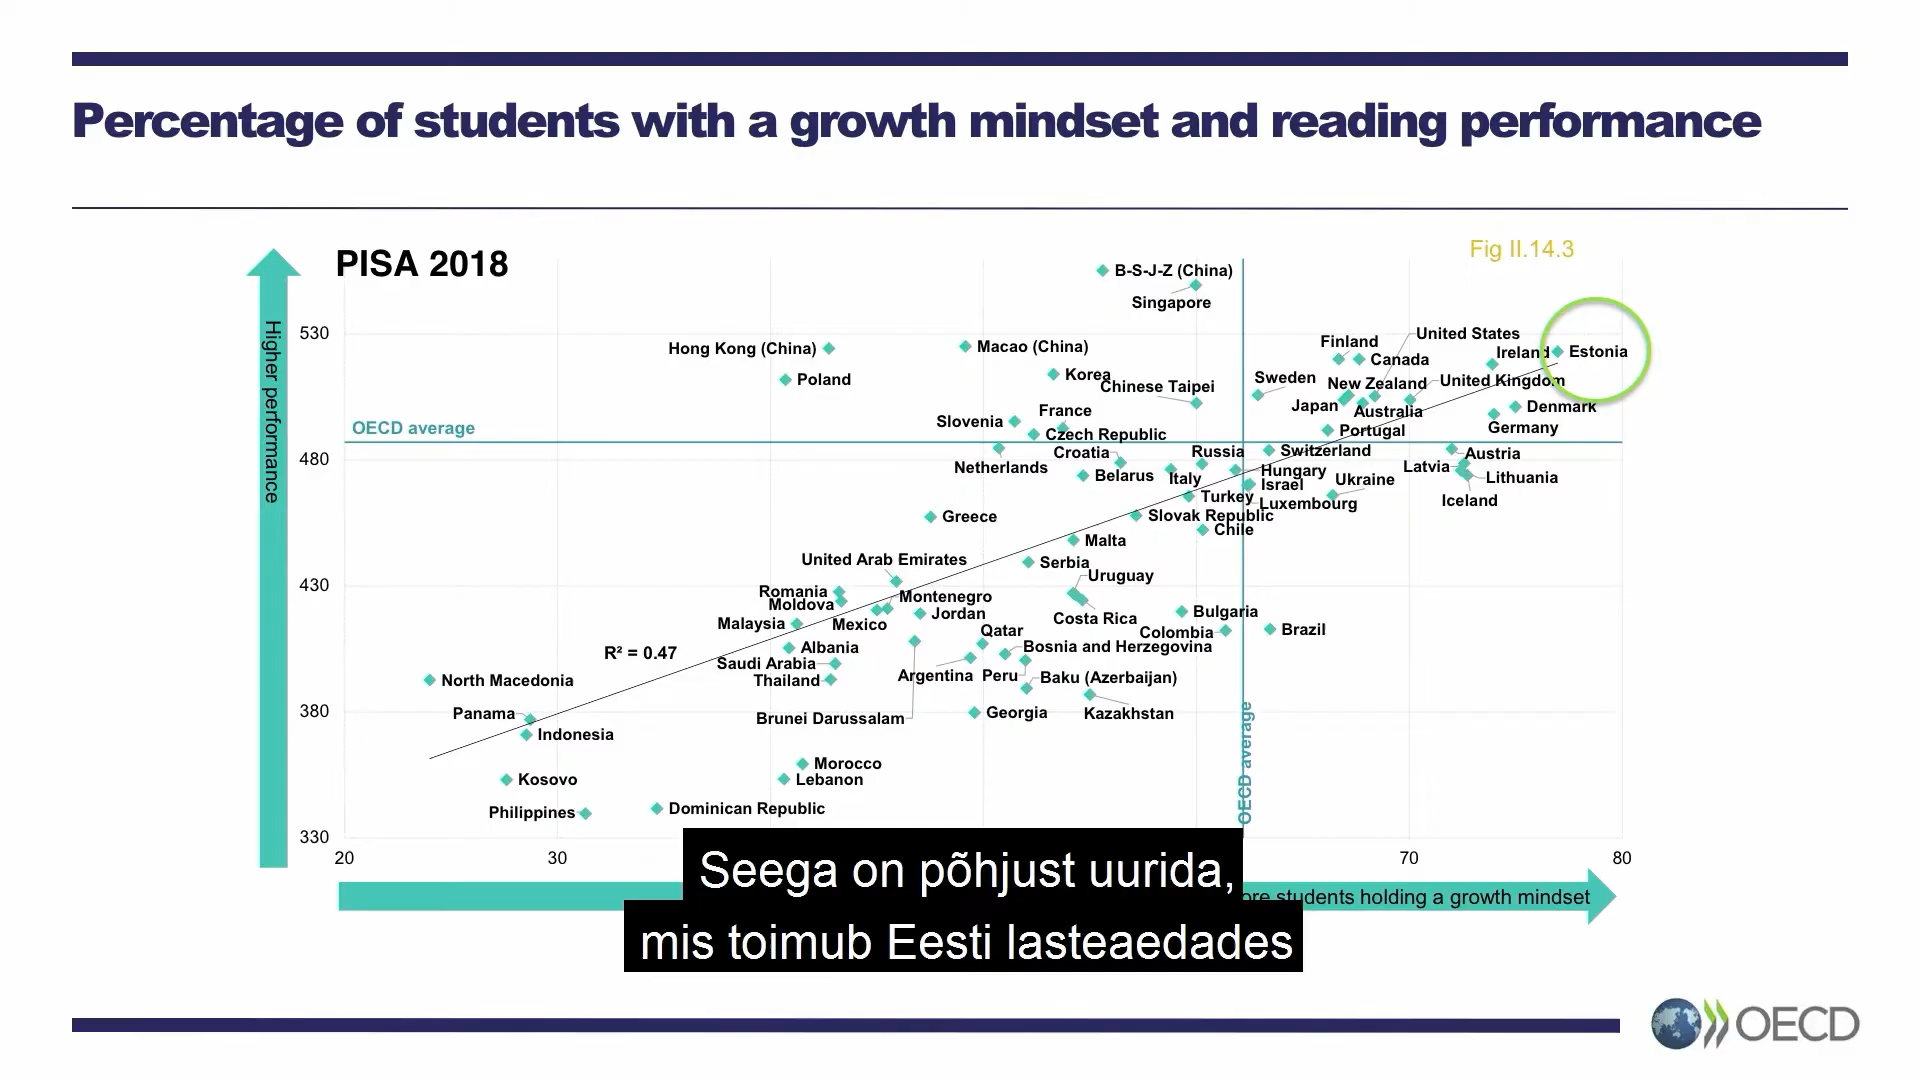 Percentage of students with a growth mindset and reading performance
PISA 2018
Fig II.14.3
Higher performance
530
480
430
380
330
B-S-J-Z (China)
Singapore
Hong Kong (China)
Macao (China)
Poland
Korea
Chinese Taipei
Finland
United States
Ireland
Estonia
Canada
Sweden
New Zealand
United Kingdom
Japan
Australia
Denmark
Germany
France
Slovenia
OECD average
Czech Republic
Portugal
Croatia
Russia
Switzerland
Austria
Netherlands
Belarus
Italy
Hungary
Latvia
Israel
Ukraine
Lithuania
Turkey
Luxembourg
Iceland
Greece
Slovak Republic
Chile
Malta
United Arab Emirates
Serbia
Uruguay
Romania
Montenegro
Moldova
Jordan
Bulgaria
Malaysia
Mexico
Costa Rica
Colombia
Brazil
Qatar
Albania
Bosnia and Herzegovina
R² = 0.47
Saudi Arabia
Argentina
Peru
Baku (Azerbaijan)
North Macedonia
Thailand
Panama
Brunei Darussalam
Georgia
Kazakhstan
Indonesia
OECD average
Morocco
Kosovo
Lebanon
Philippines
Dominican Republic
20
30
70
80
students holding a growth mindset
Seega on põhjust uurida,
mis toimub Eesti lasteaedades
OECD